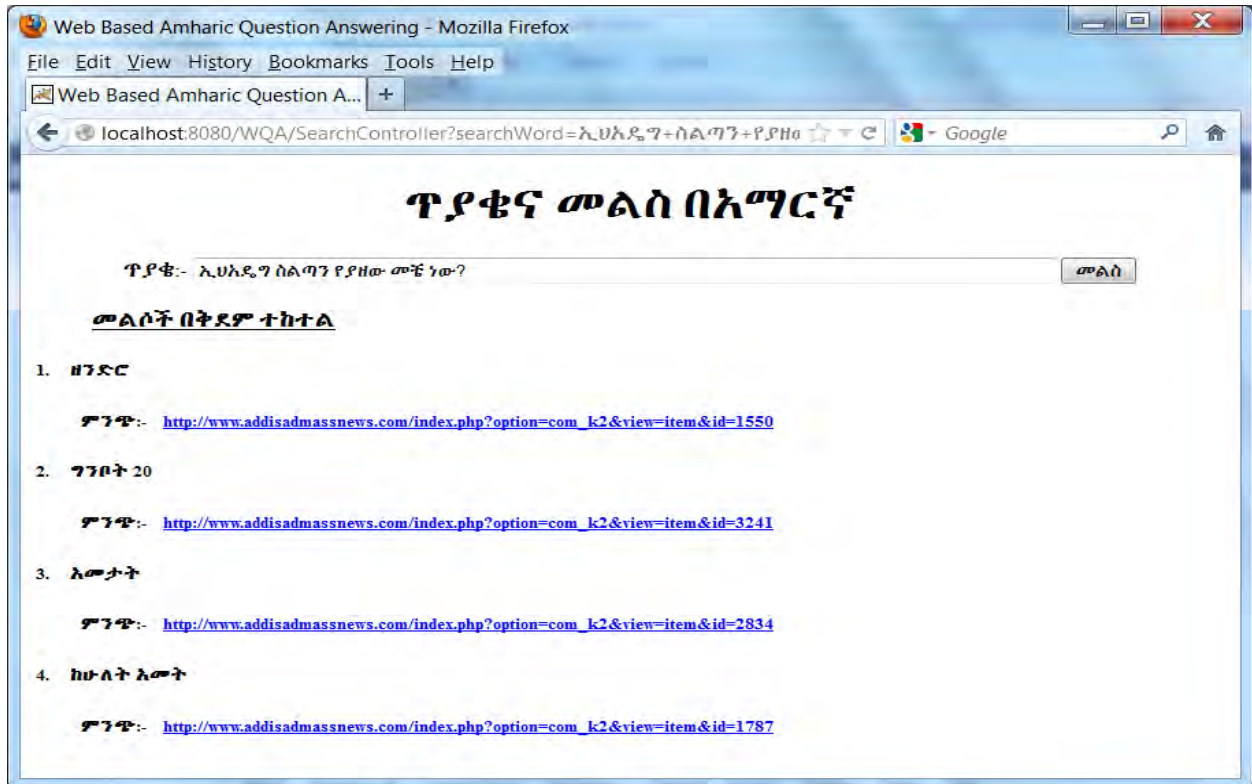 Web Based Amharic Question Answering - Mozilla Firefox
File Edit View History Bookmarks Tools Help
Web Based Amharic Question A... +
localhost:8080/WQA/SearchController?searchWord=ኢህአዴግ+ስልጣን+የያዘ Google
ጥያቄና መልስ በአማርኛ
ጥያቄ:- ኢህአዴግ ስልጣን የያዘው መቼ ነው? መልስ
መልሶች በቅደም ተከተል
1. ዘንድሮ
ምንጭ:- http://www.addisadmassnews.com/index.php?option=com_k2&view=item&id=1550
2. ግንቦት 20
ምንጭ:- http://www.addisadmassnews.com/index.php?option=com_k2&view=item&id=3241
3. አመታት
ምንጭ:- http://www.addisadmassnews.com/index.php?option=com_k2&view=item&id=2834
4. ከሁለት አመት
ምንጭ:- http://www.addisadmassnews.com/index.php?option=com_k2&view=item&id=1787